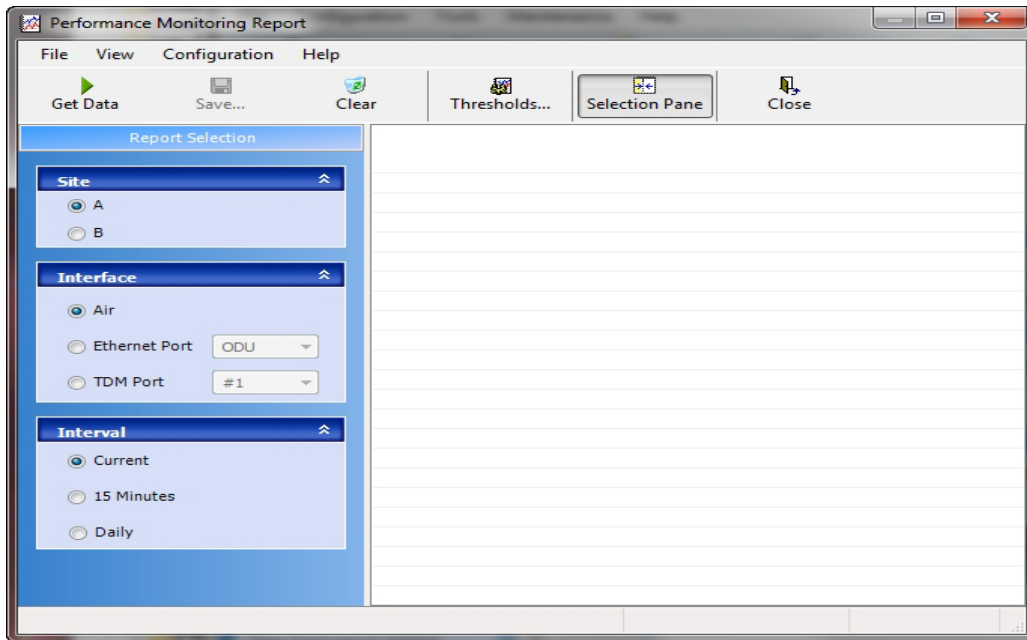 Performance Monitoring Report
File View Configuration Help
Get Data Save... Clear Thresholds... Selection Pane Close
Report Selection
Site
A
B
Interface
Air
Ethernet Port ODU
TDM Port #1
Interval
Current
15 Minutes
Daily